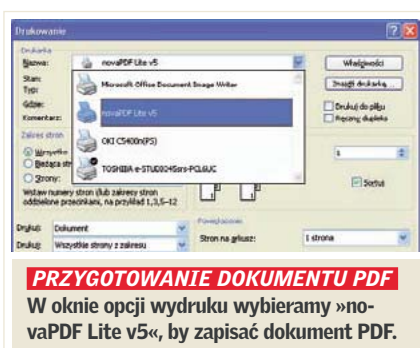 Drukowanie
Drukarka
Nazwa: novaPDF Lite v5 Właściwości
Stan: Microsoft Office Document Image Writer Znajdź drukarkę...
Typ:
Gdzie: novaPDF Lite v5 Drukuj do pliku
Komentarz: Ręczny dupleks
Zakres stron OKI C5400n(PS)
Wszystko 1
Bieżąca TOSHIBA e-STUDIO04Ssrs-PCL6UC
Strony: Sortuj
Wstaw numery stron i/lub zakresy stron
oddzielone przecinkami, na przykład 1,3,5–12
Drukuj: Dokument Powiększenie
Drukuj: Wszystkie strony z zakresu Stron na arkusz: 1 strona
PRZYGOTOWANIE DOKUMENTU PDF
W oknie opcji wydruku wybieramy »no-
vaPDF Lite v5«, by zapisać dokument PDF.